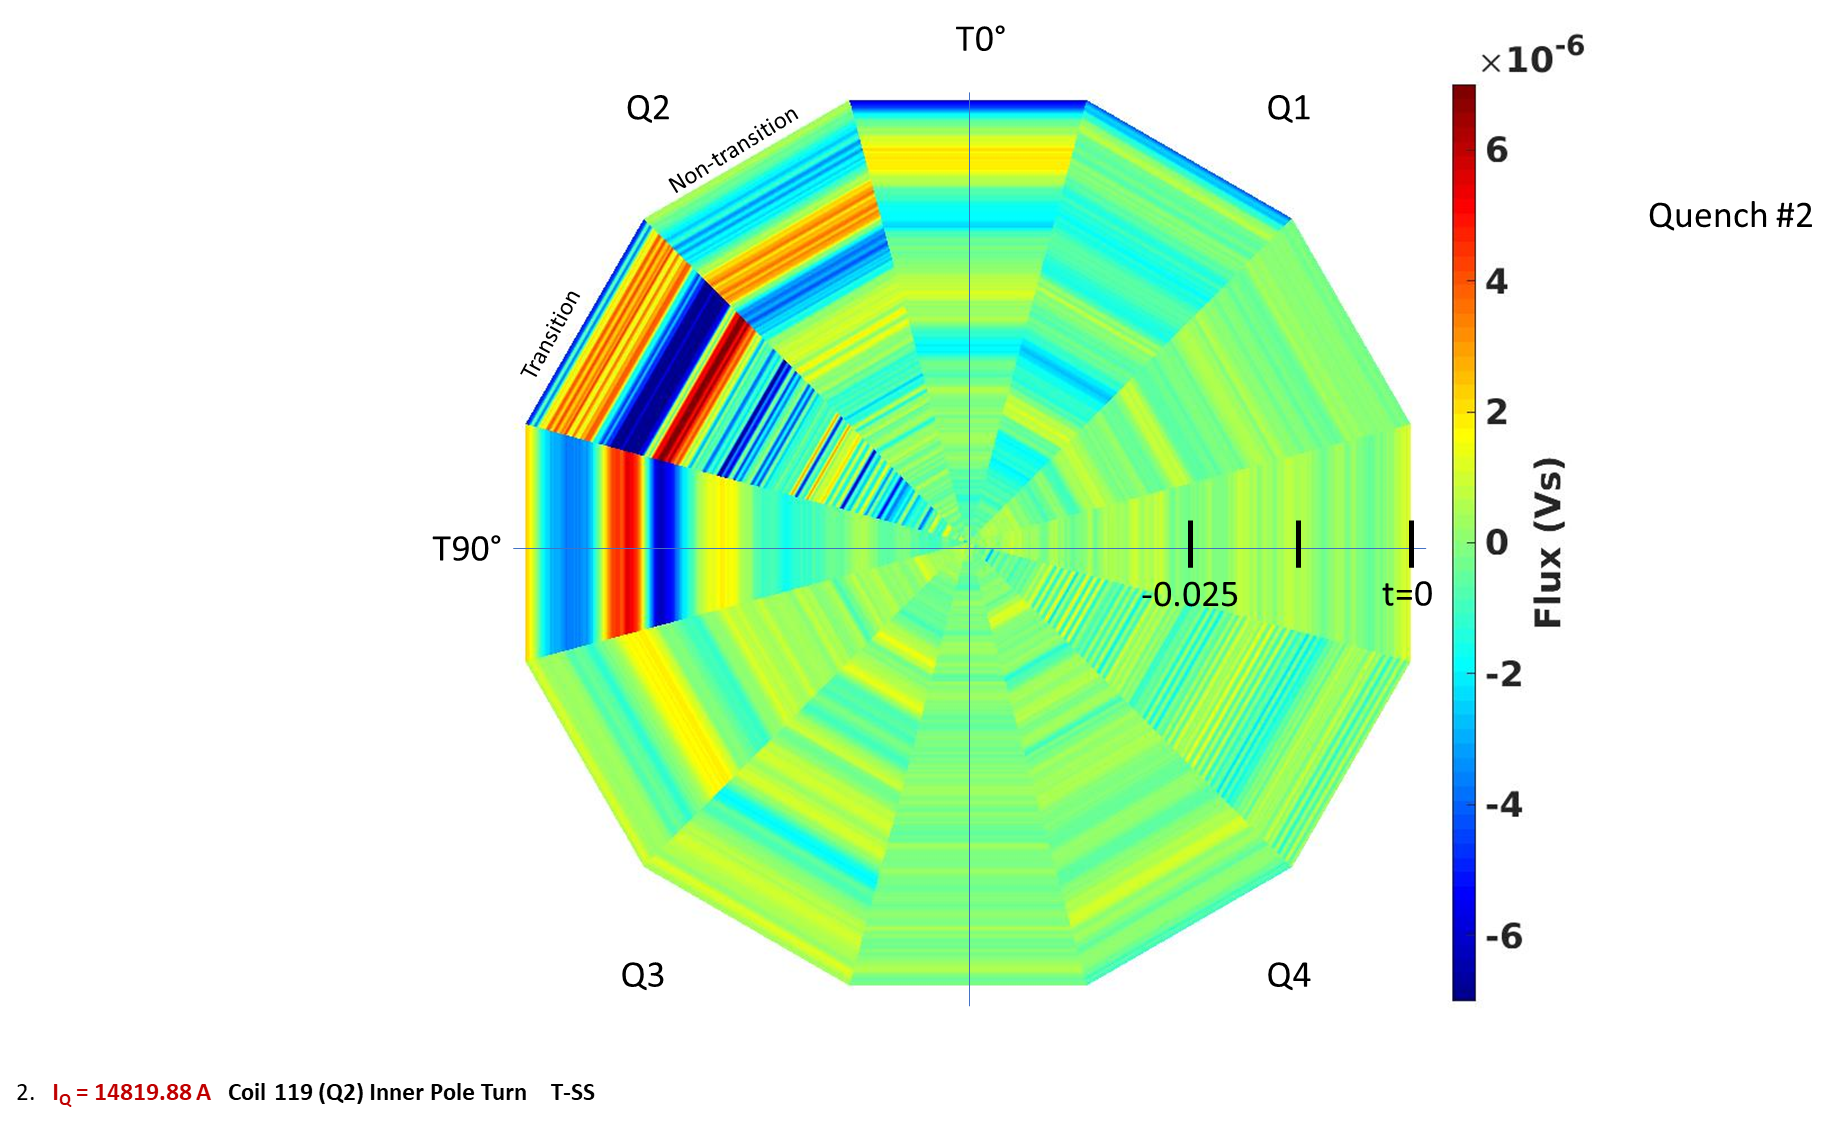 T0°
×10-6
Q2
Q1
Non-transition
6
Quench #2
4
Transition
2
T90°
0
Flux (Vs)
-0.025
t=0
-2
-4
-6
Q3
Q4
2. IQ = 14819.88 A Coil 119 (Q2) Inner Pole Turn T-SS